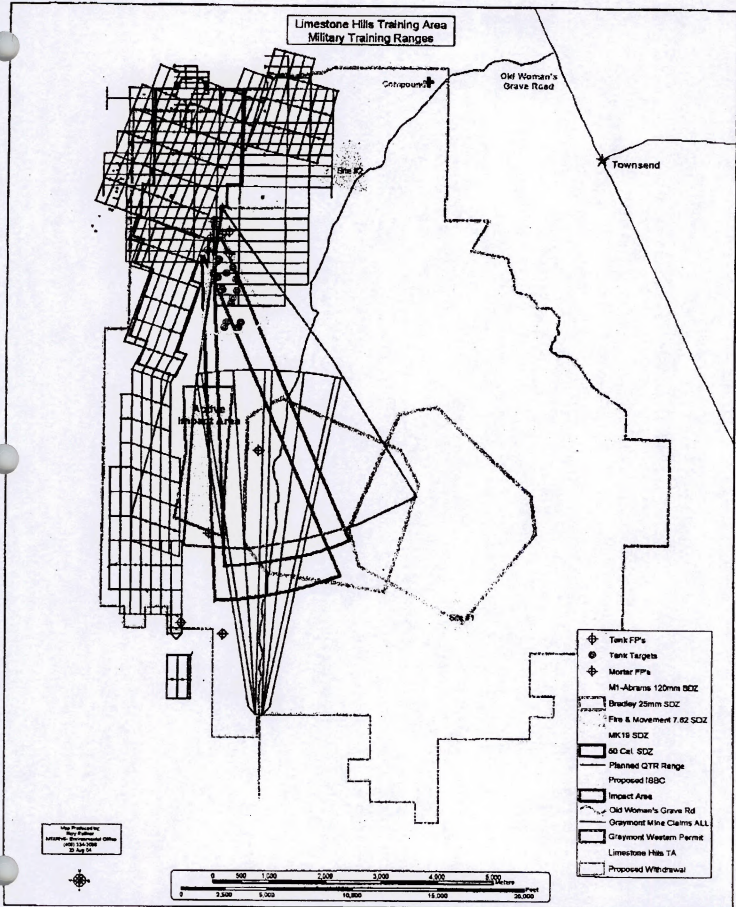 Limestone Hills Training Area
Military Training Ranges
Compound
Old Woman's
Grave Road
Townsend
Site #2
Active
Impact Area
Site #1
Tank FP's
Tank Targets
Mortar FP's
M1-Abrams 120mm SDZ
Bradley 25mm SDZ
Fire & Movement 7.62 SDZ
MK19 SDZ
50 Cal. SDZ
Planned QTR Range
Proposed ISBC
Impact Area
Old Woman's Grave Rd
Graymont Mine Claims ALL
Graymont Western Permit
Limestone Hills TA
Proposed Withdrawal
Map Produced by
Environmental Office
0 500 1,000 2,000 3,000 4,000 5,000
Meters
Feet
0 2,500 5,000 10,000 15,000 20,000